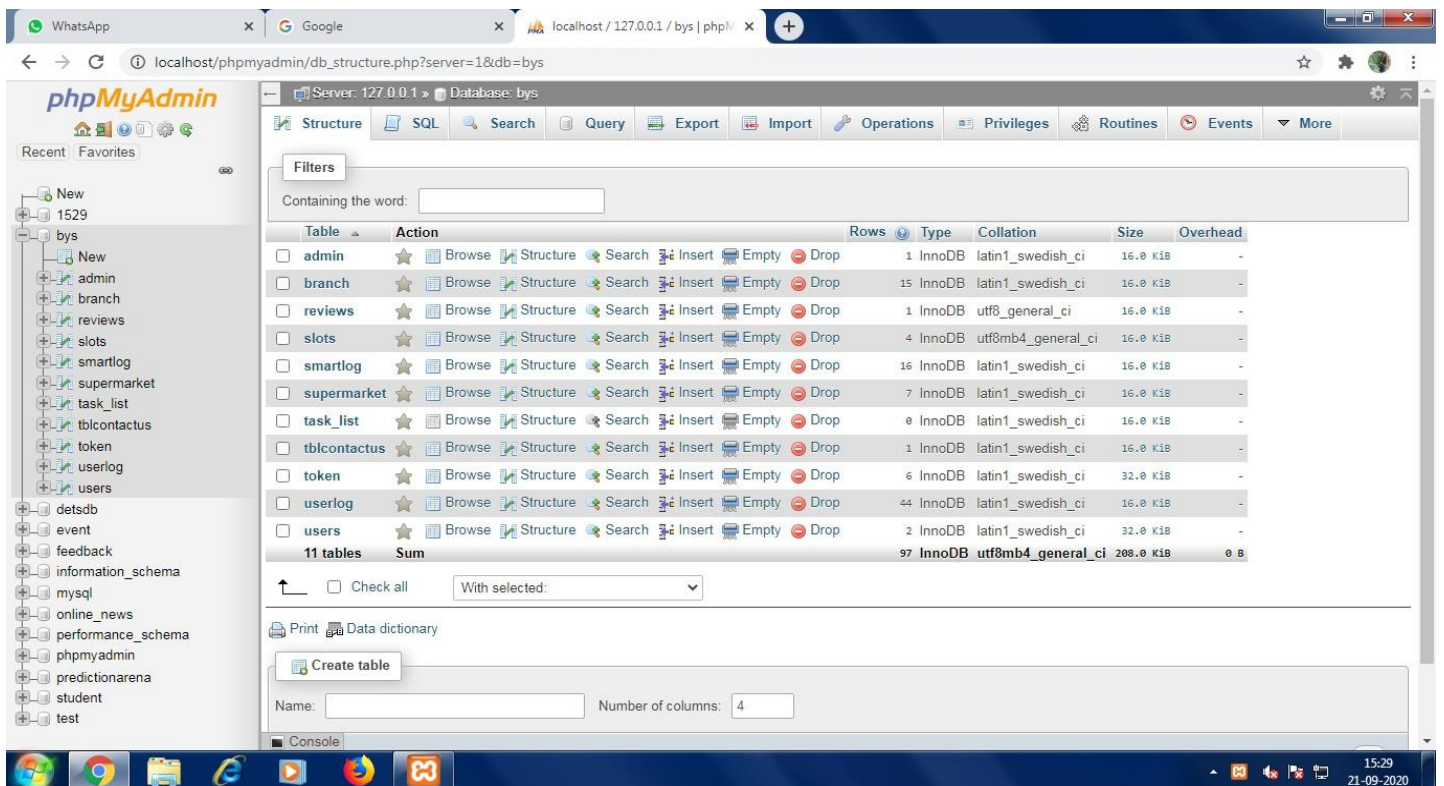 WhatsApp Google localhost / 127.0.0.1 / bys | phpM
localhost/phpmyadmin/db_structure.php?server=1&db=bys
phpMyAdmin
Recent Favorites
New
1529
bys
New
admin
branch
reviews
slots
smartlog
supermarket
task_list
tblcontactus
token
userlog
users
detsdb
event
feedback
information_schema
mysql
online_news
performance_schema
phpmyadmin
predictionarena
student
test
Server: 127.0.0.1 » Database: bys
Structure SQL Search Query Export Import Operations Privileges Routines Events More
Filters
Containing the word:
Table Action Rows Type Collation Size Overhead
admin Browse Structure Search Insert Empty Drop 1 InnoDB latin1_swedish_ci 16.0 KiB -
branch Browse Structure Search Insert Empty Drop 15 InnoDB latin1_swedish_ci 16.0 KiB -
reviews Browse Structure Search Insert Empty Drop 1 InnoDB utf8_general_ci 16.0 KiB -
slots Browse Structure Search Insert Empty Drop 4 InnoDB utf8mb4_general_ci 16.0 KiB -
smartlog Browse Structure Search Insert Empty Drop 16 InnoDB latin1_swedish_ci 16.0 KiB -
supermarket Browse Structure Search Insert Empty Drop 7 InnoDB latin1_swedish_ci 16.0 KiB -
task_list Browse Structure Search Insert Empty Drop 0 InnoDB latin1_swedish_ci 16.0 KiB -
tblcontactus Browse Structure Search Insert Empty Drop 1 InnoDB latin1_swedish_ci 16.0 KiB -
token Browse Structure Search Insert Empty Drop 6 InnoDB latin1_swedish_ci 32.0 KiB -
userlog Browse Structure Search Insert Empty Drop 44 InnoDB latin1_swedish_ci 16.0 KiB -
users Browse Structure Search Insert Empty Drop 2 InnoDB latin1_swedish_ci 32.0 KiB -
11 tables Sum 97 InnoDB utf8mb4_general_ci 208.0 KiB 0 B
Check all With selected:
Print Data dictionary
Create table
Name: Number of columns: 4
Console
15:29
21-09-2020